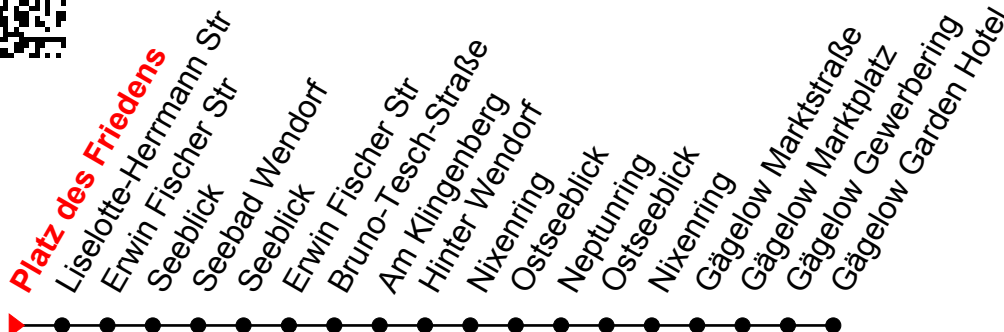 Platz des Friedens
Liselotte-Herrmann Str
Erwin Fischer Str
Seeblick
Seebad Wendorf
Seeblick
Erwin Fischer Str
Bruno-Tesch-Straße
Am Klingenberg
Hinter Wendorf
Nixenring
Ostseeblick
Neptunring
Ostseeblick
Nixenring
Gägelow Marktstraße
Gägelow Marktplatz
Gägelow Gewerbering
Gägelow Garden Hotel